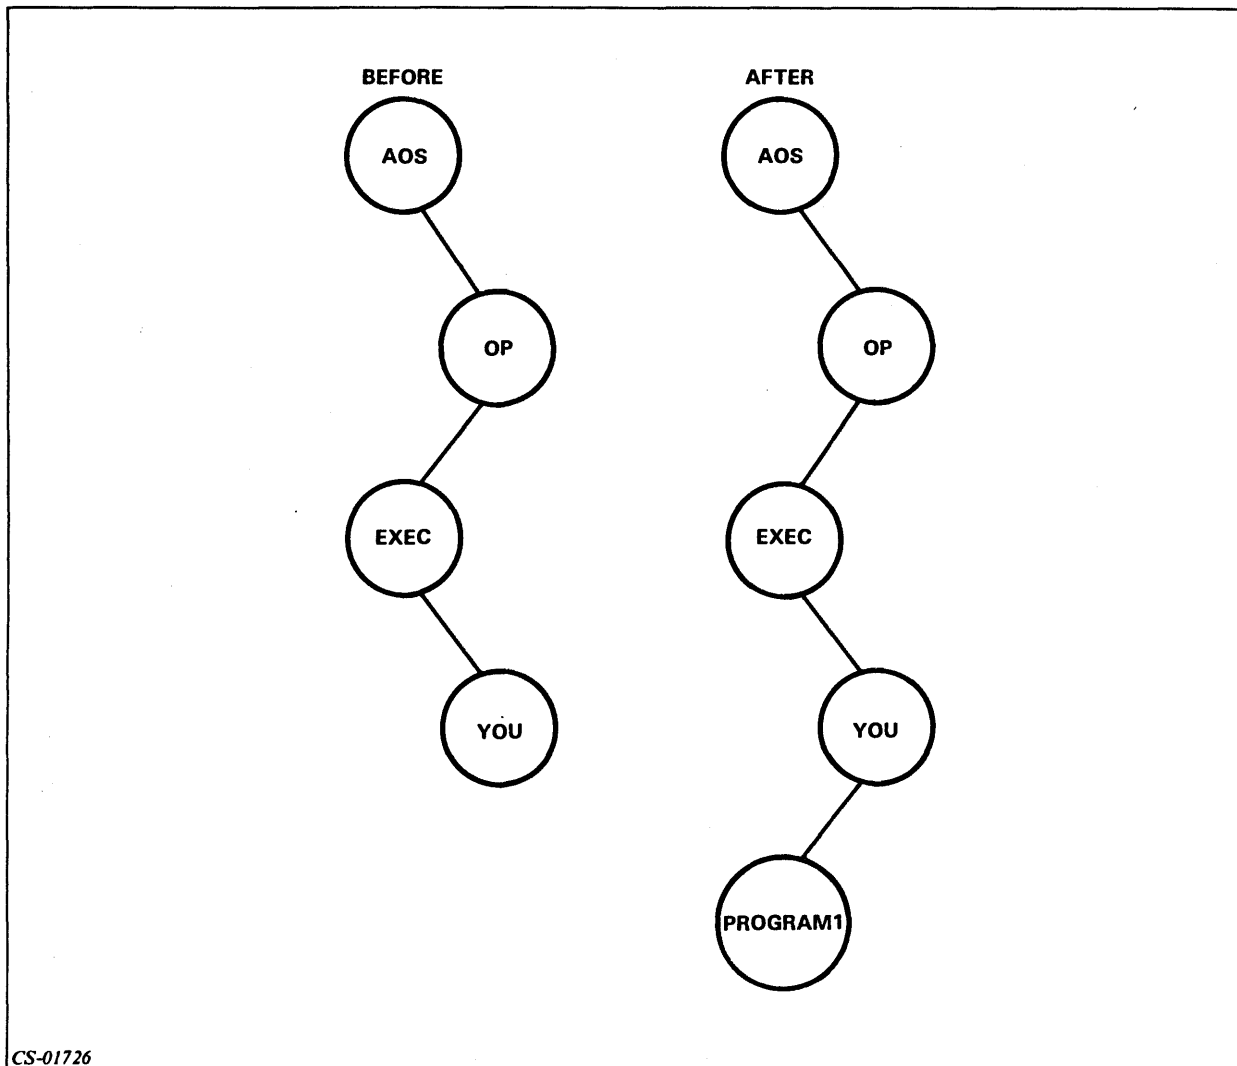 BEFORE
AOS
OP
EXEC
YOU
AFTER
AOS
OP
EXEC
YOU
PROGRAM1
CS-01726